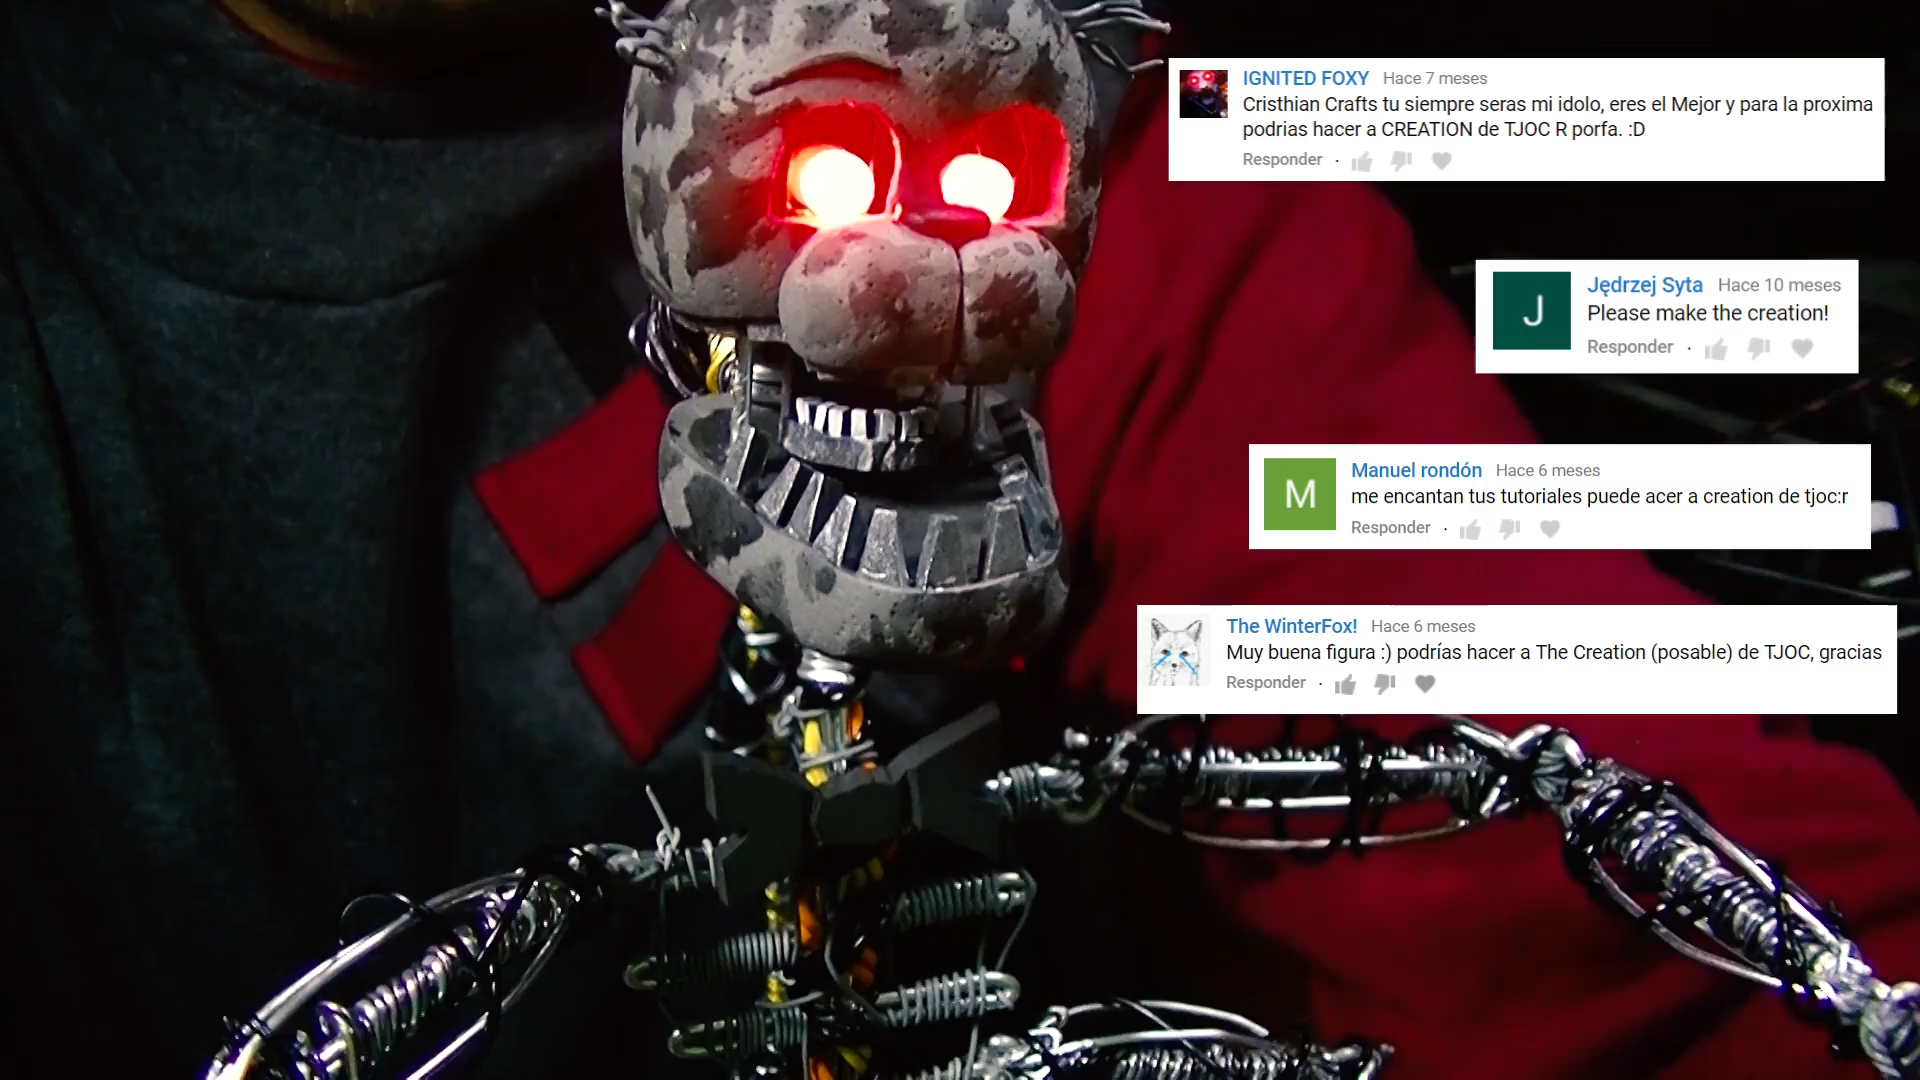 IGNITED FOXY Hace 7 meses
Cristhian Crafts tu siempre seras mi idolo, eres el Mejor y para la proxima
podrias hacer a CREATION de TJOC R porfa. :D
Responder ·
J
Jędrzej Syta Hace 10 meses
Please make the creation!
Responder ·
M
Manuel rondón Hace 6 meses
me encantan tus tutoriales puede acer a creation de tjoc:r
Responder ·
The WinterFox! Hace 6 meses
Muy buena figura :) podrías hacer a The Creation (posable) de TJOC, gracias
Responder ·